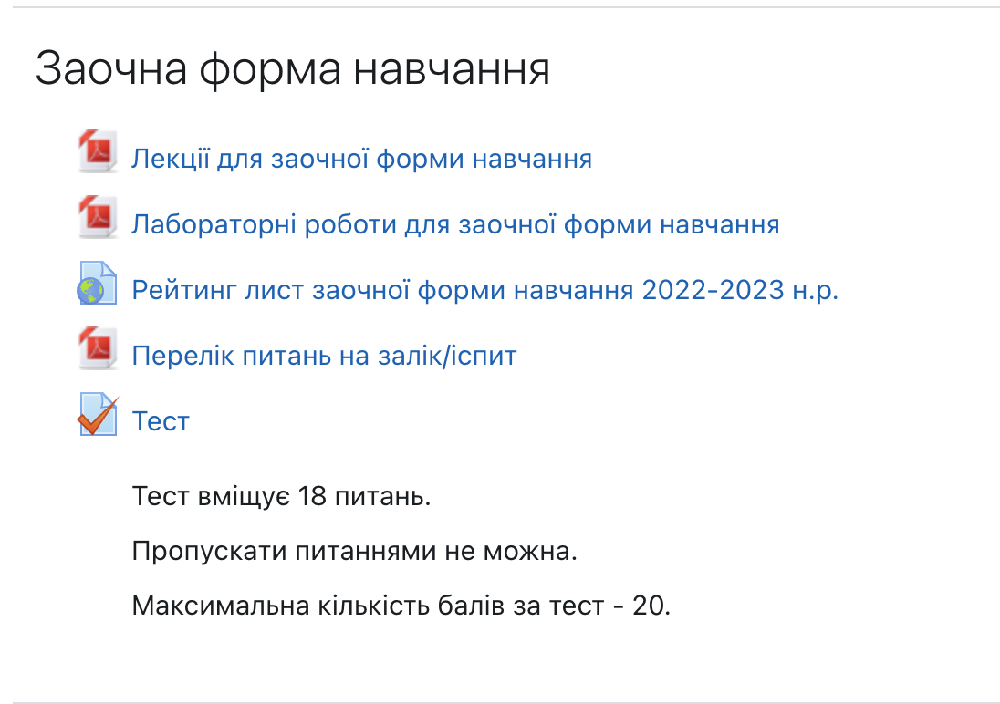 Заочна форма навчання
Лекції для заочної форми навчання
Лабораторні роботи для заочної форми навчання
Рейтинг лист заочної форми навчання 2022-2023 н.р.
Перелік питань на залік/іспит
Тест
Тест вміщує 18 питань.
Пропускати питаннями не можна.
Максимальна кількість балів за тест - 20.